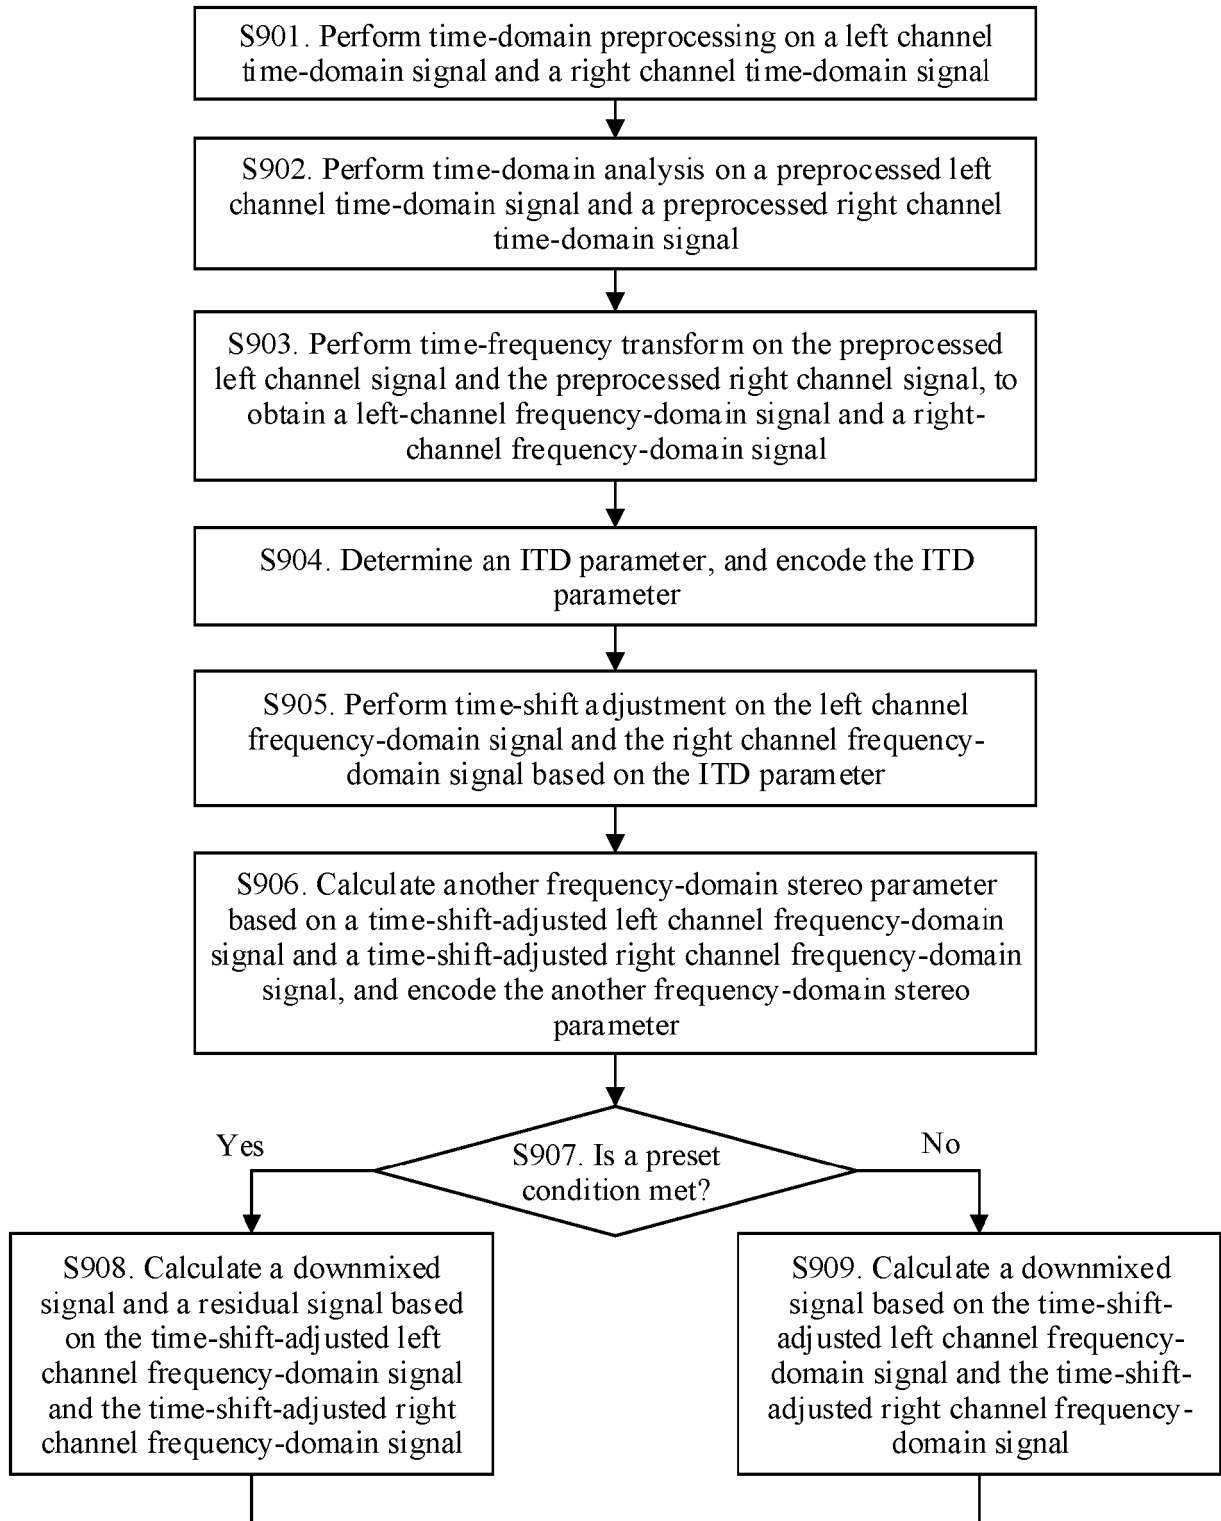 S901. Perform time-domain preprocessing on a left channel
time-domain signal and a right channel time-domain signal
S902. Perform time-domain analysis on a preprocessed left
channel time-domain signal and a preprocessed right channel
time-domain signal
S903. Perform time-frequency transform on the preprocessed
left channel signal and the preprocessed right channel signal, to
obtain a left-channel frequency-domain signal and a right-
channel frequency-domain signal
S904. Determine an ITD parameter, and encode the ITD
parameter
S905. Perform time-shift adjustment on the left channel
frequency-domain signal and the right channel frequency-
domain signal based on the ITD parameter
S906. Calculate another frequency-domain stereo parameter
based on a time-shift-adjusted left channel frequency-domain
signal and a time-shift-adjusted right channel frequency-domain
signal, and encode the another frequency-domain stereo
parameter
S907. Is a preset
condition met?
Yes
No
S908. Calculate a downmixed
signal and a residual signal based
on the time-shift-adjusted left
channel frequency-domain signal
and the time-shift-adjusted right
channel frequency-domain signal
S909. Calculate a downmixed
signal based on the time-shift-
adjusted left channel frequency-
domain signal and the time-shift-
adjusted right channel frequency-
domain signal